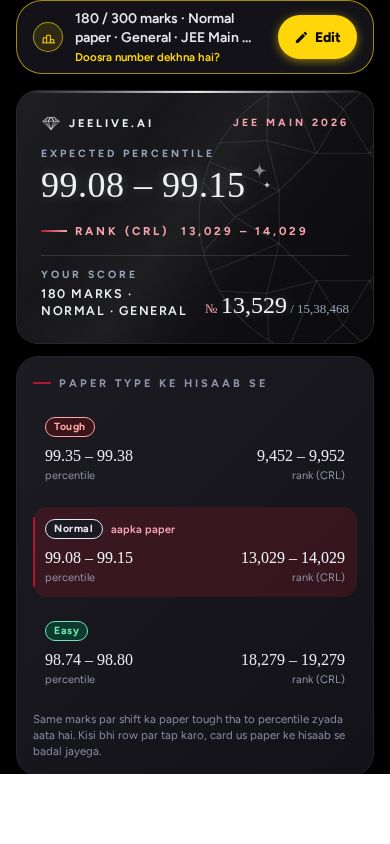 180 / 300 marks · Normal
paper · General · JEE Main ...
Doosra number dekhna hai?
Edit
JEELIVE.AI
JEE MAIN 2026
EXPECTED PERCENTILE
99.08 – 99.15
RANK (CRL) 13,029 – 14,029
YOUR SCORE
180 MARKS ·
NORMAL · GENERAL
№ 13,529 / 15,38,468
PAPER TYPE KE HISAAB SE
Tough
99.35 – 99.38
9,452 – 9,952
percentile
rank (CRL)
Normal aapka paper
99.08 – 99.15
13,029 – 14,029
percentile
rank (CRL)
Easy
98.74 – 98.80
18,279 – 19,279
percentile
rank (CRL)
Same marks par shift ka paper tough tha to percentile zyada
aata hai. Kisi bhi row par tap karo, card us paper ke hisaab se
badal jayega.